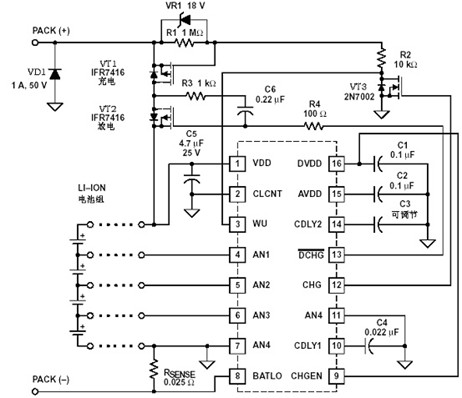 VR1 18 V
PACK (+)
R1 1 MΩ
VT1
IFR7416
充电
R2
10 kΩ
VD1
1 A, 50 V
R3 1 kΩ
C6
0.22 μF
VT3
2N7002
VT2
IFR7416
放电
R4
100 Ω
C5
4.7 μF
25 V
C1
0.1 μF
1 VDD
DVDD 16
C2
0.1 μF
2 CLCNT
AVDD 15
LI–ION
电池组
C3
可调节
3 WU
CDLY2 14
4 AN1
DCHG 13
5 AN2
CHG 12
6 AN3
AN4 11
C4
0.022 μF
7 AN4
CDLY1 10
RSENSE
0.025 Ω
PACK (–)
8 BATLO
CHGEN 9